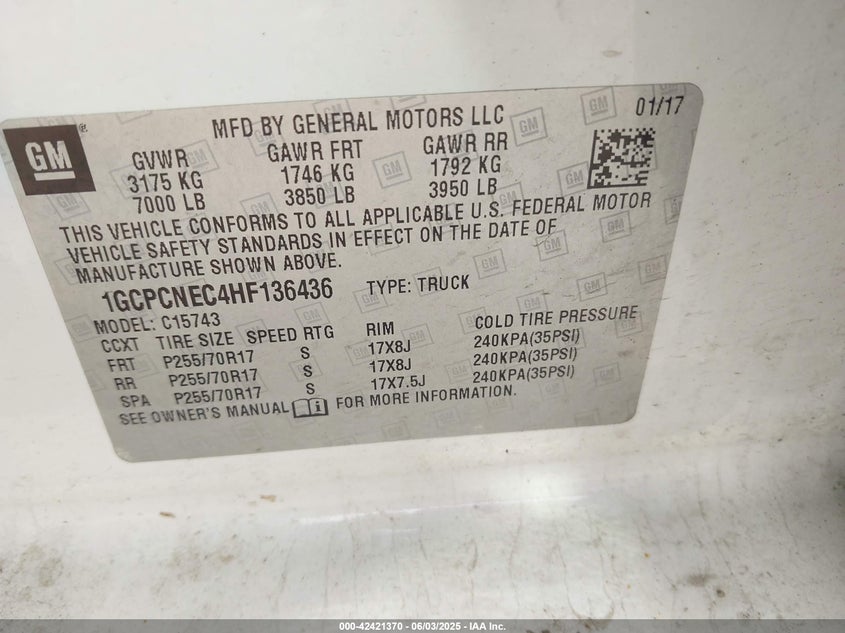 GM®
MFD BY GENERAL MOTORS LLC
01/17
GVWR GAWR FRT GAWR RR
3175 KG 1746 KG 1792 KG
7000 LB 3850 LB 3950 LB
THIS VEHICLE CONFORMS TO ALL APPLICABLE U.S. FEDERAL MOTOR
VEHICLE SAFETY STANDARDS IN EFFECT ON THE DATE OF
MANUFACTURE SHOWN ABOVE.
1GCPCNEC4HF136436 TYPE: TRUCK
MODEL: C15743
CCXT TIRE SIZE SPEED RTG RIM COLD TIRE PRESSURE
FRT P255/70R17 S 17X8J 240KPA(35PSI)
RR P255/70R17 S 17X8J 240KPA(35PSI)
SPA P255/70R17 S 17X7.5J 240KPA(35PSI)
SEE OWNER'S MANUAL FOR MORE INFORMATION.
000-42421370 - 06/03/2025 - IAA Inc.